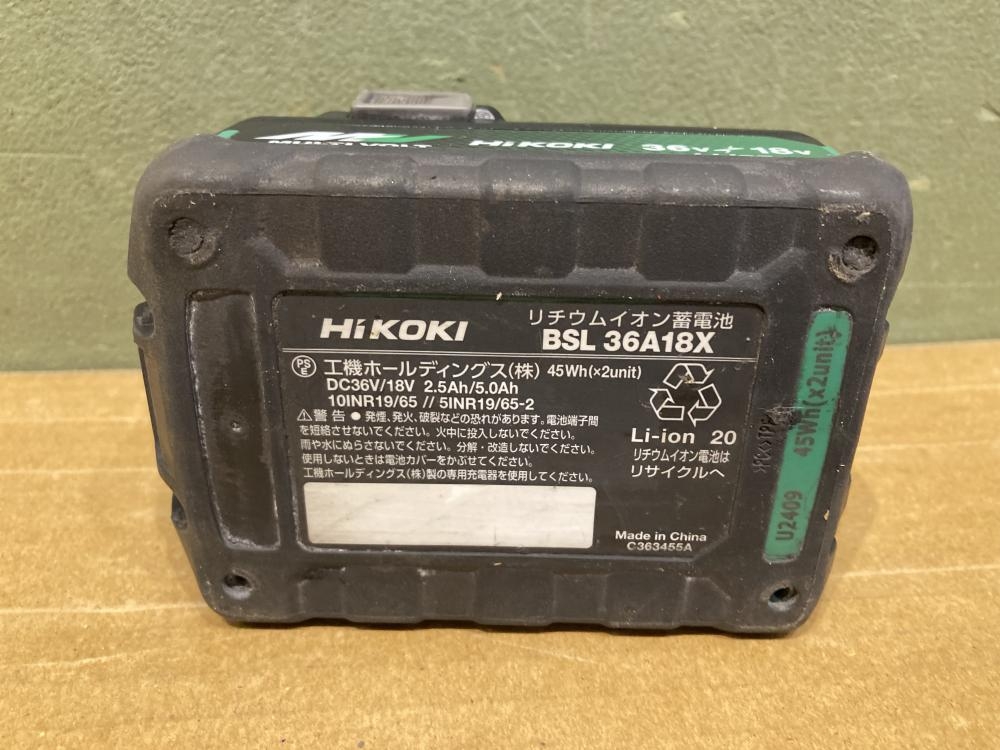 MULTI VOLT HiKOKI 36V 18V
HiKOKI
リチウムイオン蓄電池
BSL 36A18X
PSE 工機ホールディングス(株) 45Wh(×2unit)
DC36V/18V 2.5Ah/5.0Ah
10INR19/65 // 5INR19/65-2
⚠警告 ● 発煙、発火、破裂などの恐れがあります。電池端子間
を短絡させないでください。火中に投入しないでください。
雨や水にぬらさないでください。分解・改造しないでください。
使用しないときは電池カバーをかぶせてください。
工機ホールディングス(株)製の専用充電器を使用してください。
Li-ion 20
リチウムイオン電池は
リサイクルへ
Made in China
C363455A
U2409 45Wh(×2unit)